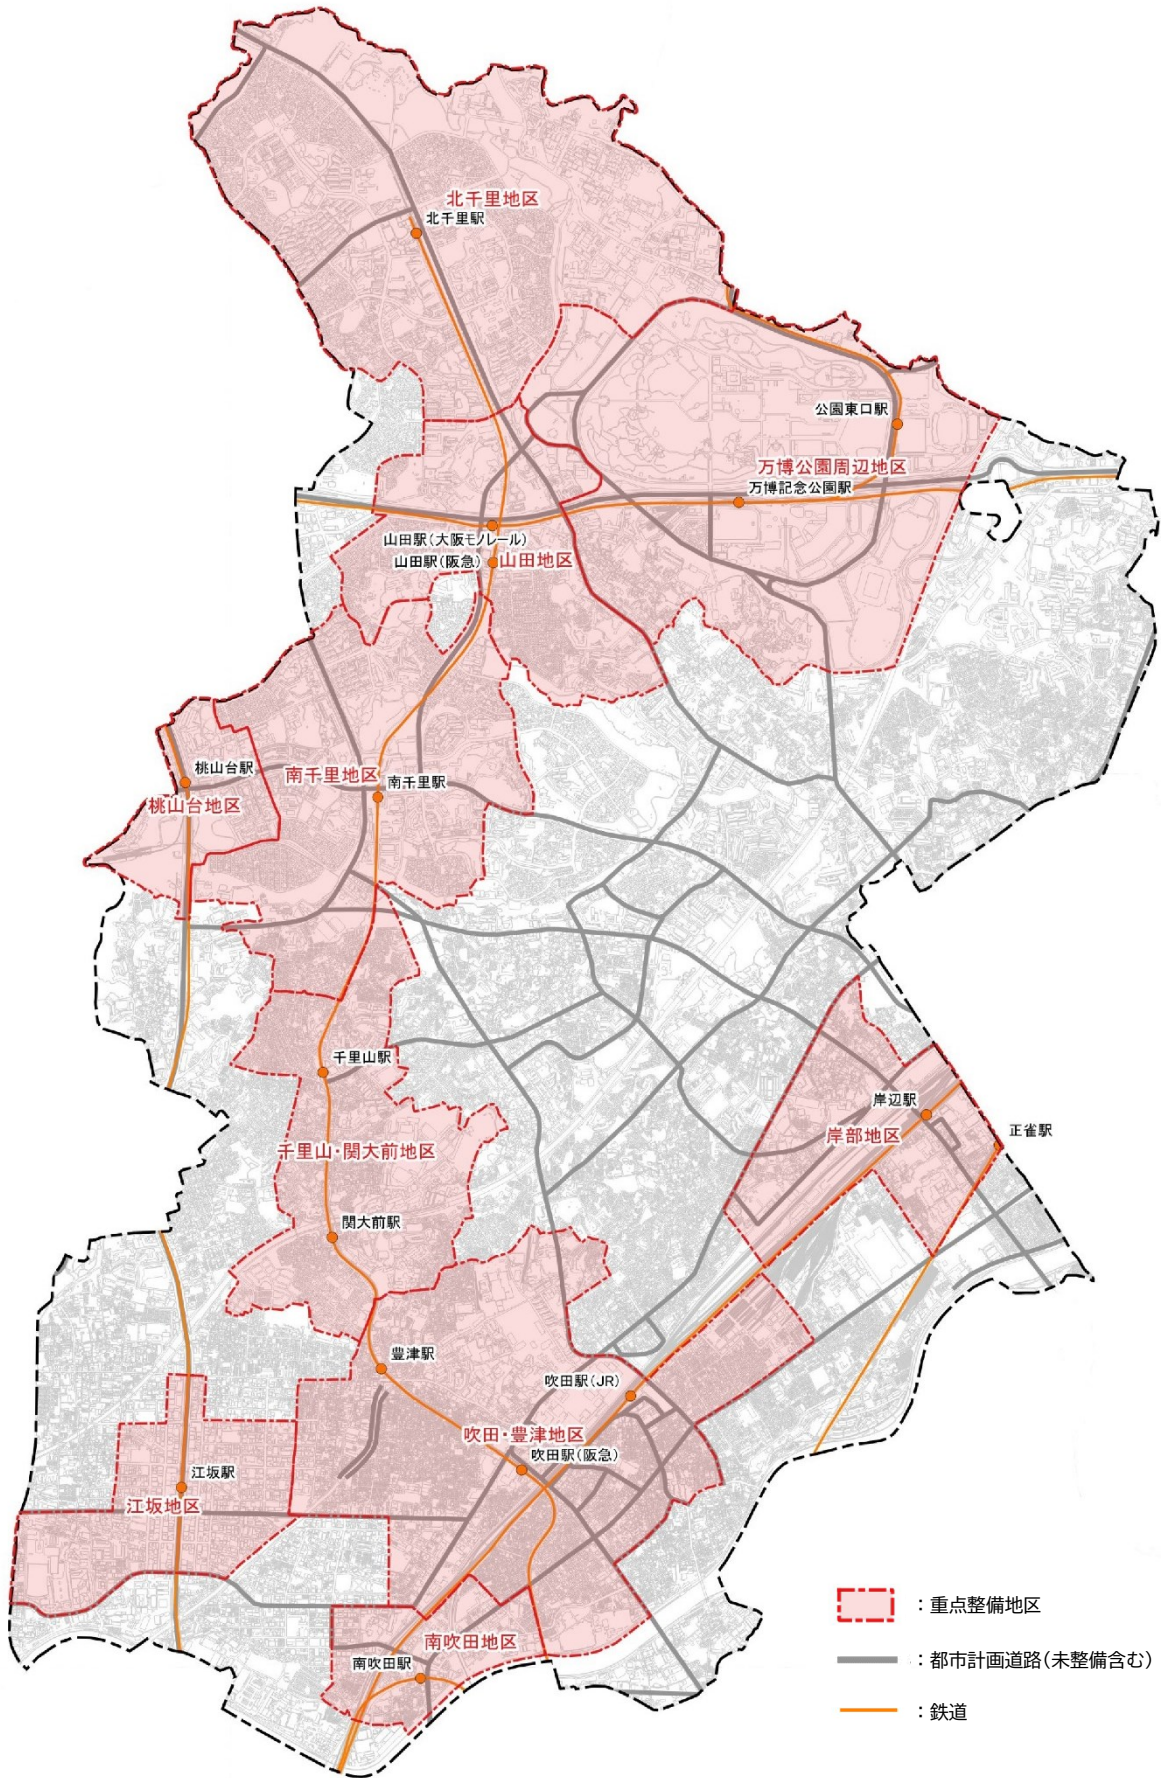 北千里地区
北千里駅
公園東口駅
万博公園周辺地区
万博記念公園駅
山田駅(大阪モノレール)
山田駅(阪急)
山田地区
桃山台駅
南千里地区
南千里駅
桃山台地区
千里山駅
岸辺駅
岸部地区
正雀駅
千里山・関大前地区
関大前駅
豊津駅
吹田駅(JR)
吹田・豊津地区
吹田駅(阪急)
江坂駅
江坂地区
南吹田地区
南吹田駅
:重点整備地区
:都市計画道路(未整備含む)
:鉄道